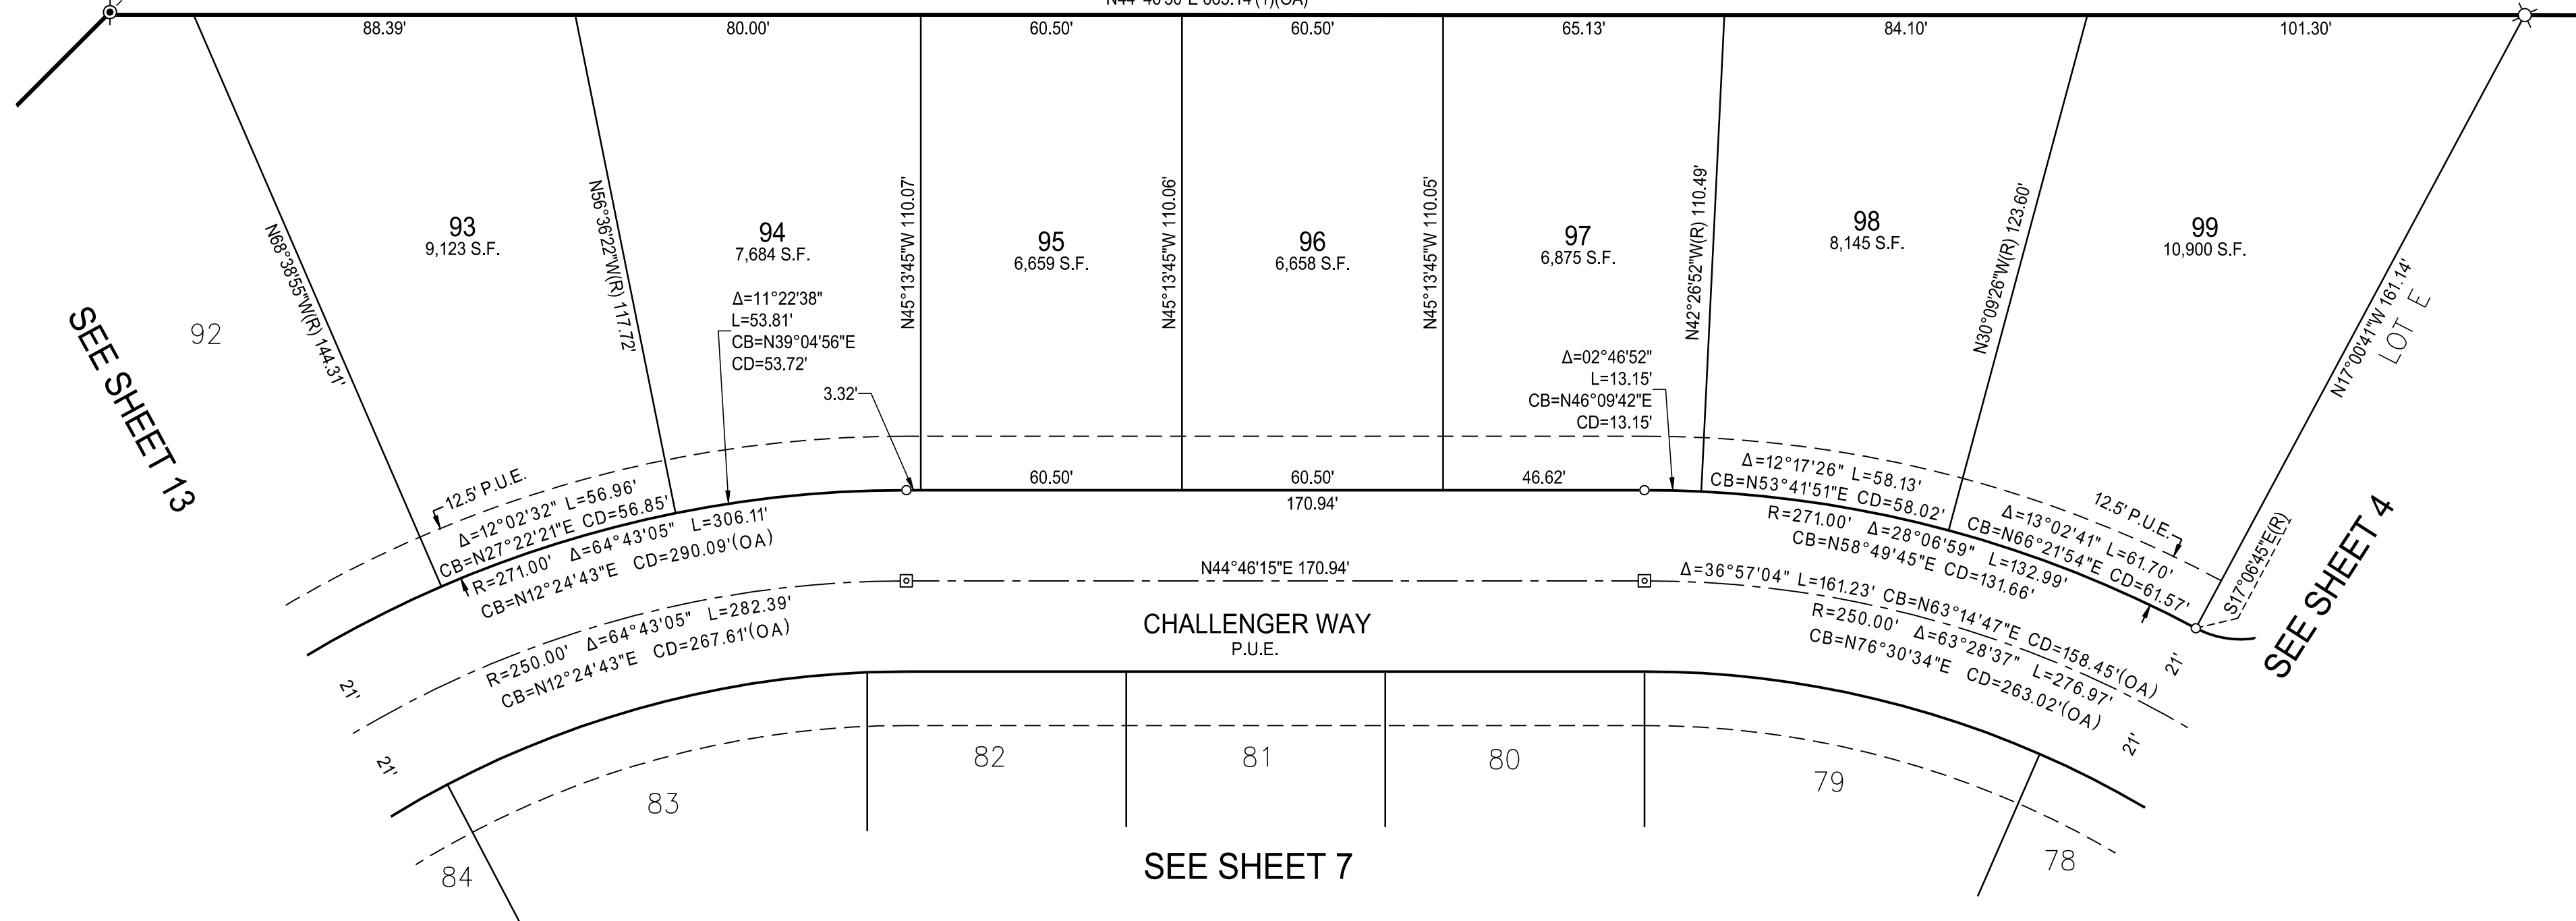 88.39'
80.00'
60.50'
60.50'
65.13'
84.10'
101.30'
N68°38'55"W(R) 144.31'
N56°36'22"W(R) 117.72'
N45°13'45"W 110.07'
N45°13'45"W 110.06'
N45°13'45"W 110.05'
N42°26'52"W(R) 110.49'
N30°09'26"W(R) 123.60'
N17°00'41"W 161.14'
LOT E
93
9,123 S.F.
94
7,684 S.F.
95
6,659 S.F.
96
6,658 S.F.
97
6,875 S.F.
98
8,145 S.F.
99
10,900 S.F.
92
SEE SHEET 13
Δ=11°22'38"
L=53.81'
CB=N39°04'56"E
CD=53.72'
3.32'
Δ=02°46'52"
L=13.15'
CB=N46°09'42"E
CD=13.15'
60.50'
60.50'
46.62'
170.94'
12.5' P.U.E.
Δ=12°02'32" L=56.96'
CB=N27°22'21"E CD=56.85'
R=271.00' Δ=64°43'05" L=306.11'
CB=N12°24'43"E CD=290.09'(OA)
R=250.00' Δ=64°43'05" L=282.39'
CB=N12°24'43"E CD=267.61'(OA)
21'
21'
N44°46'15"E 170.94'
CHALLENGER WAY
P.U.E.
Δ=12°17'26" L=58.13'
CB=N53°41'51"E CD=58.02'
R=271.00' Δ=28°06'59" L=132.99'
CB=N58°49'45"E CD=131.66'
12.5' P.U.E.
Δ=13°02'41" L=61.70'
CB=N66°21'54"E CD=61.57'
S17°06'45"E(R)
Δ=36°57'04" L=161.23' CB=N63°14'47"E CD=158.45'(OA)
R=250.00' Δ=63°28'37" L=276.97'
CB=N76°30'34"E CD=263.02'(OA)
21'
21'
SEE SHEET 4
84
83
82
81
80
79
78
SEE SHEET 7